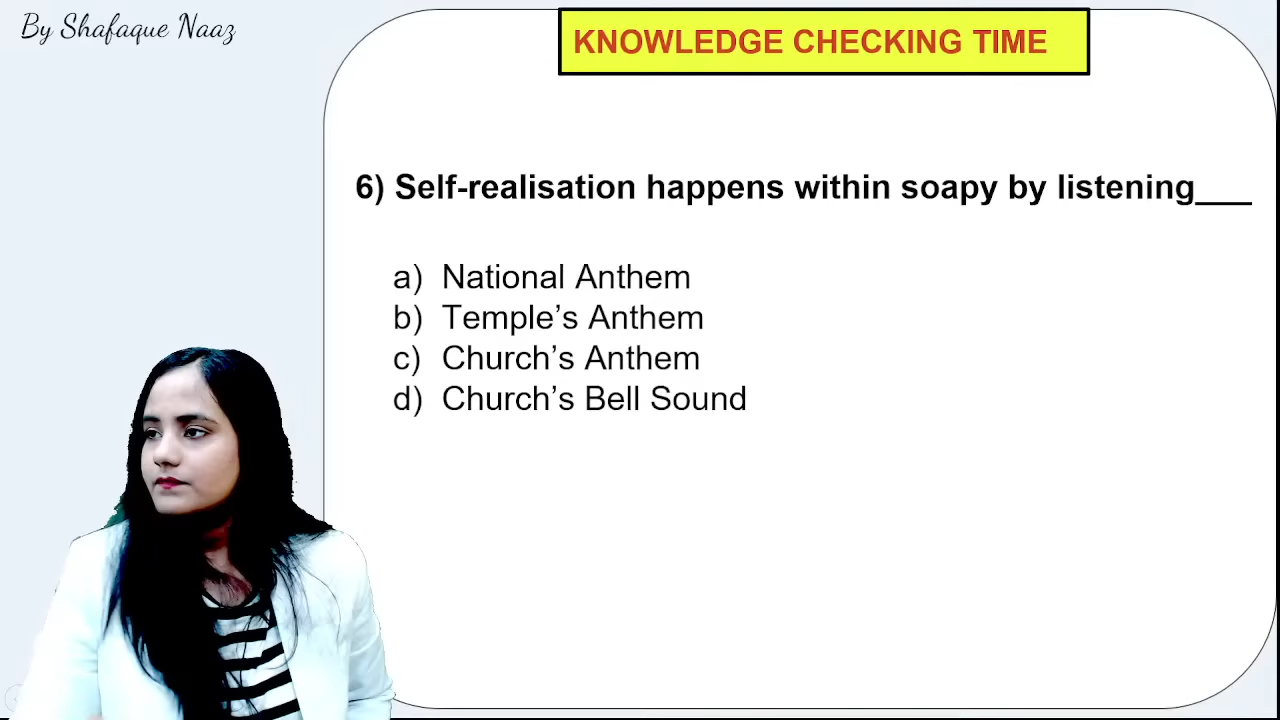 By Shafaque Naaz
KNOWLEDGE CHECKING TIME
6) Self-realisation happens within soapy by listening___
a) National Anthem
b) Temple’s Anthem
c) Church’s Anthem
d) Church’s Bell Sound